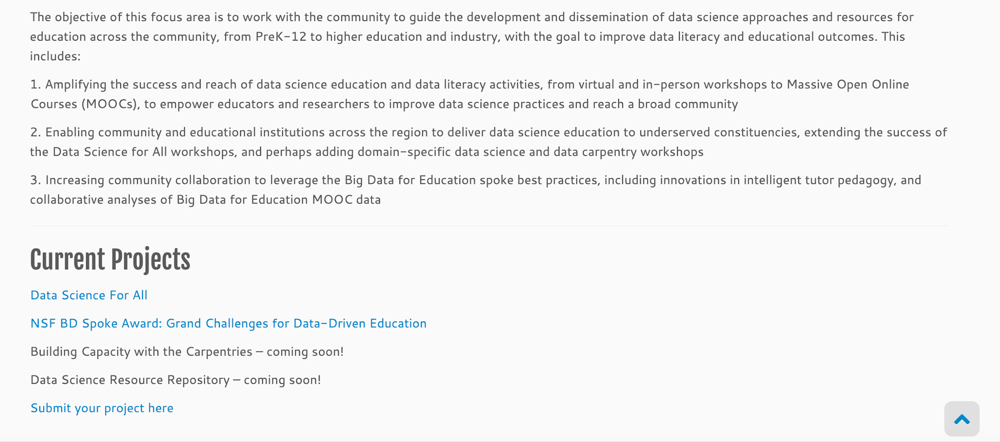 The objective of this focus area is to work with the community to guide the development and dissemination of data science approaches and resources for
education across the community, from PreK-12 to higher education and industry, with the goal to improve data literacy and educational outcomes. This
includes:
1. Amplifying the success and reach of data science education and data literacy activities, from virtual and in-person workshops to Massive Open Online
Courses (MOOCs), to empower educators and researchers to improve data science practices and reach a broad community
2. Enabling community and educational institutions across the region to deliver data science education to underserved constituencies, extending the success of
the Data Science for All workshops, and perhaps adding domain-specific data science and data carpentry workshops
3. Increasing community collaboration to leverage the Big Data for Education spoke best practices, including innovations in intelligent tutor pedagogy, and
collaborative analyses of Big Data for Education MOOC data
Current Projects
Data Science For All
NSF BD Spoke Award: Grand Challenges for Data-Driven Education
Building Capacity with the Carpentries – coming soon!
Data Science Resource Repository – coming soon!
Submit your project here